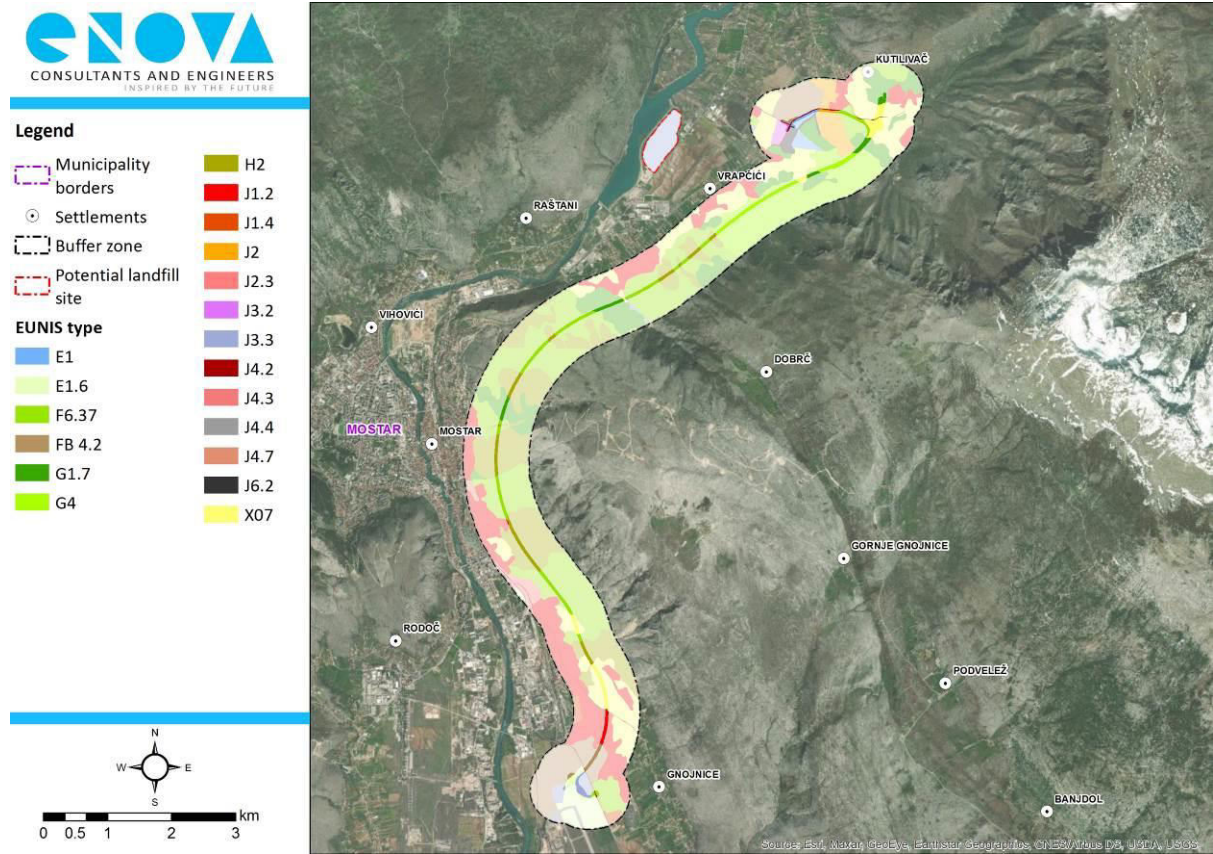 eNOVA
CONSULTANTS AND ENGINEERS
INSPIRED BY THE FUTURE
Legend
Municipality
borders
Settlements
Buffer zone
Potential landfill
site
EUNIS type
E1
E1.6
F6.37
FB 4.2
G1.7
G4
H2
J1.2
J1.4
J2
J2.3
J3.2
J3.3
J4.2
J4.3
J4.4
J4.7
J6.2
X07
N
W E
S
km
0 0.5 1 2 3
KUTILIVAČ
VRAPČIĆI
RAŠTANI
VIHOVIĆI
DOBRČ
MOSTAR
MOSTAR
GORNJE GNOJNICE
RODOČ
PODVELEŽ
GNOJNICE
BANJDOL
Source: Esri, Maxar, GeoEye, Earthstar Geographics, CNES/Airbus DS, USDA, USGS